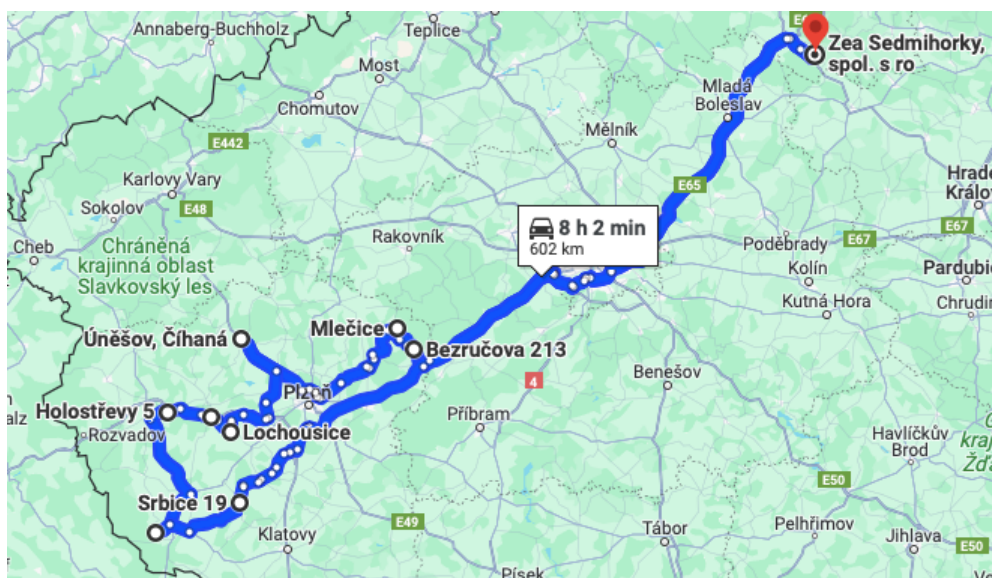 Annaberg-Buchholz
Teplice
Zea Sedmihorky,
spol. s ro
Most
Mladá
Boleslav
Chomutov
Mělník
E442
Karlovy Vary
E65
Hrade
Králov
Sokolov
E48
8 h 2 min
602 km
Cheb
Chráněná
krajinná oblast
Slavkovský les
Rakovník
Poděbrady
E67
E67
Kolín
Pardubic
Kutná Hora
Chrudin
Úněšov, Číhaná
Mlečice
Bezručova 213
Plzeň
4
Benešov
Holostřevy 5
Rozvadov
Lochousice
Příbram
Havlíčkův
Brod
Srbice 19
E50
Klatovy
E49
Tábor
Pelhřimov
Jihlava
E50
Písek